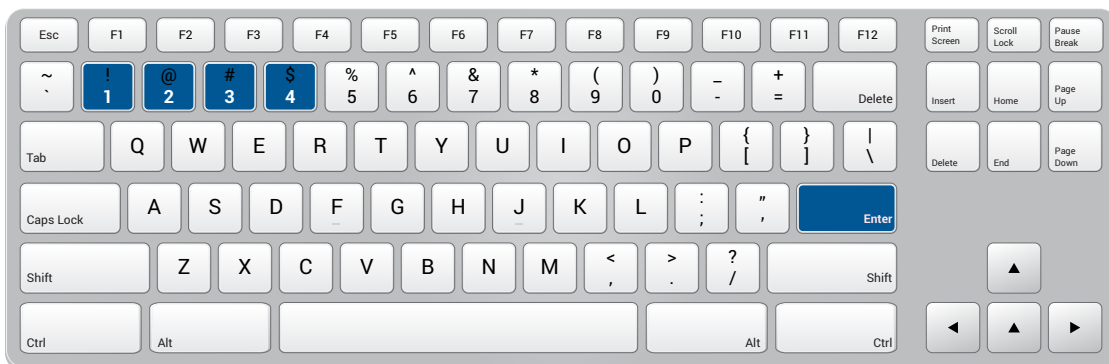 Esc F1 F2 F3 F4 F5 F6 F7 F8 F9 F10 F11 F12 Print Screen Scroll Lock Pause Break
~ ` ! 1 @ 2 # 3 $ 4 % 5 ^ 6 & 7 * 8 ( 9 ) 0 _ - + = Delete Insert Home Page Up
Tab Q W E R T Y U I O P { [ } ] | \ Delete End Page Down
Caps Lock A S D F G H J K L : ; " ' Enter
Shift Z X C V B N M < , > . ? / Shift
Ctrl Alt Alt Ctrl